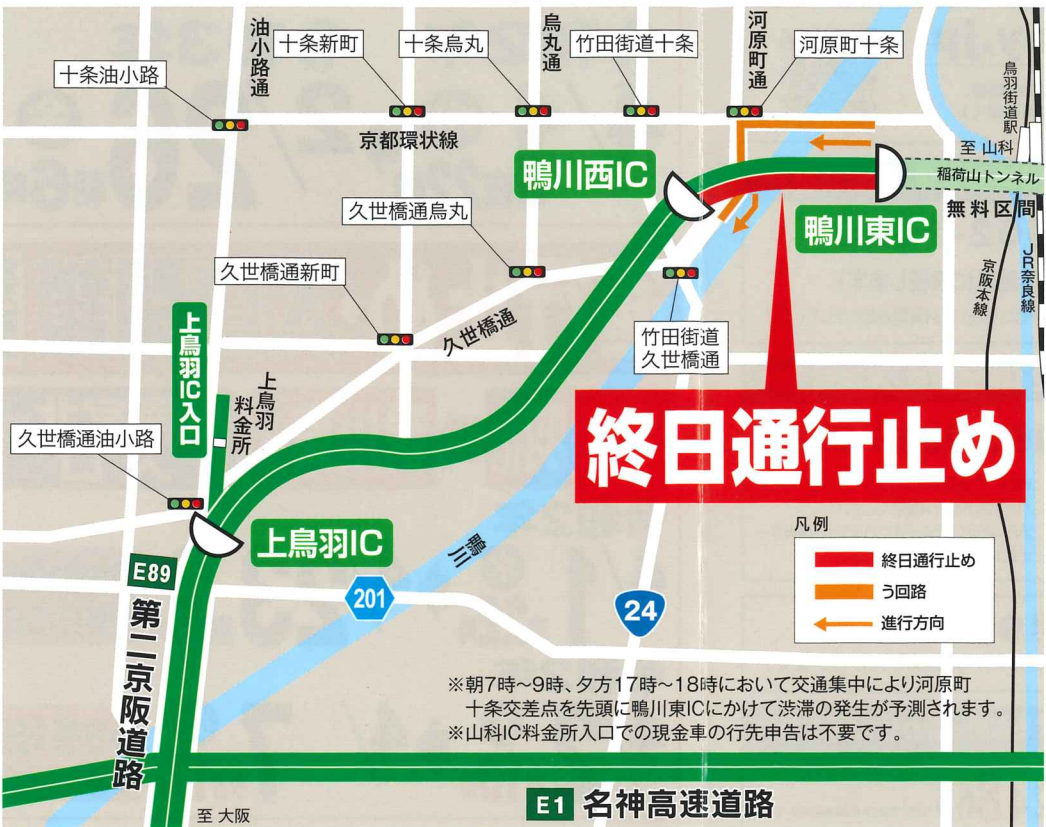 油小路通
十条新町
十条烏丸
烏丸通
竹田街道十条
河原町通
河原町十条
十条油小路
京都環状線
鳥羽街道駅
至 山科
稲荷山トンネル
無料区間
鴨川西IC
鴨川東IC
久世橋通烏丸
久世橋通新町
久世橋通
竹田街道
久世橋通
京阪本線
JR奈良線
上鳥羽IC入口
上鳥羽
料金所
久世橋通油小路
終日通行止め
上鳥羽IC
鴨川
凡例
終日通行止め
う回路
進行方向
E89
第二京阪道路
201
24
※朝7時~9時、夕方17時~18時において交通集中により河原町
十条交差点を先頭に鴨川東ICにかけて渋滞の発生が予測されます。
※山科IC料金所入口での現金車の行先申告は不要です。
E1 名神高速道路
至 大阪